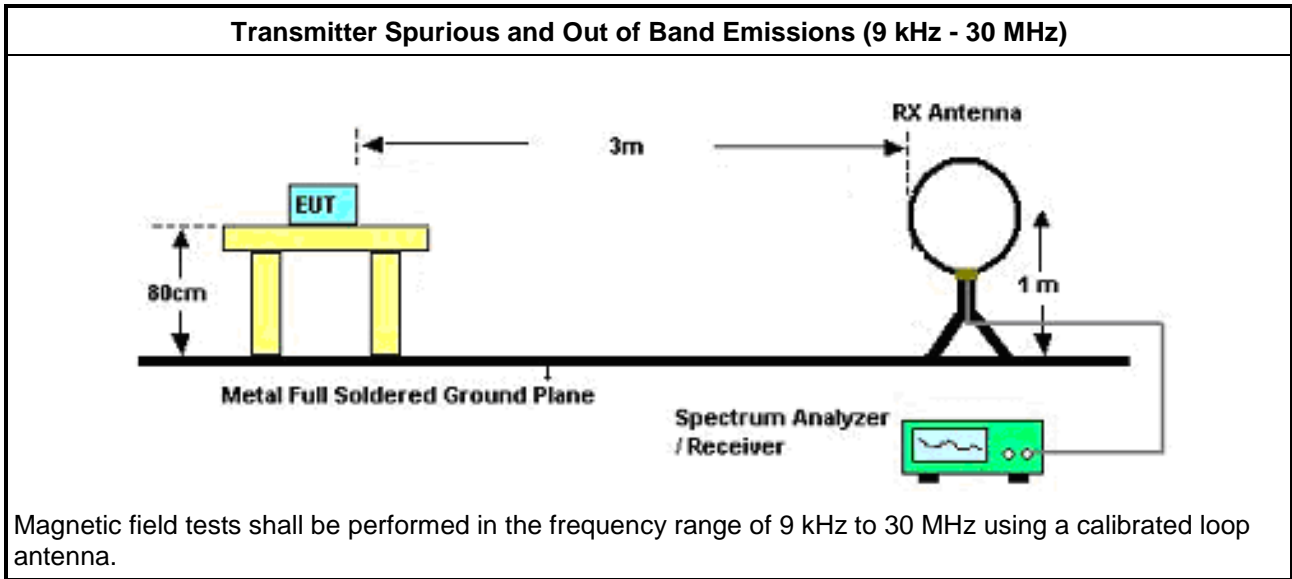 Transmitter Spurious and Out of Band Emissions (9 kHz - 30 MHz)
RX Antenna
3m
EUT
80cm
1 m
Metal Full Soldered Ground Plane
Spectrum Analyzer
/ Receiver
Magnetic field tests shall be performed in the frequency range of 9 kHz to 30 MHz using a calibrated loop
antenna.